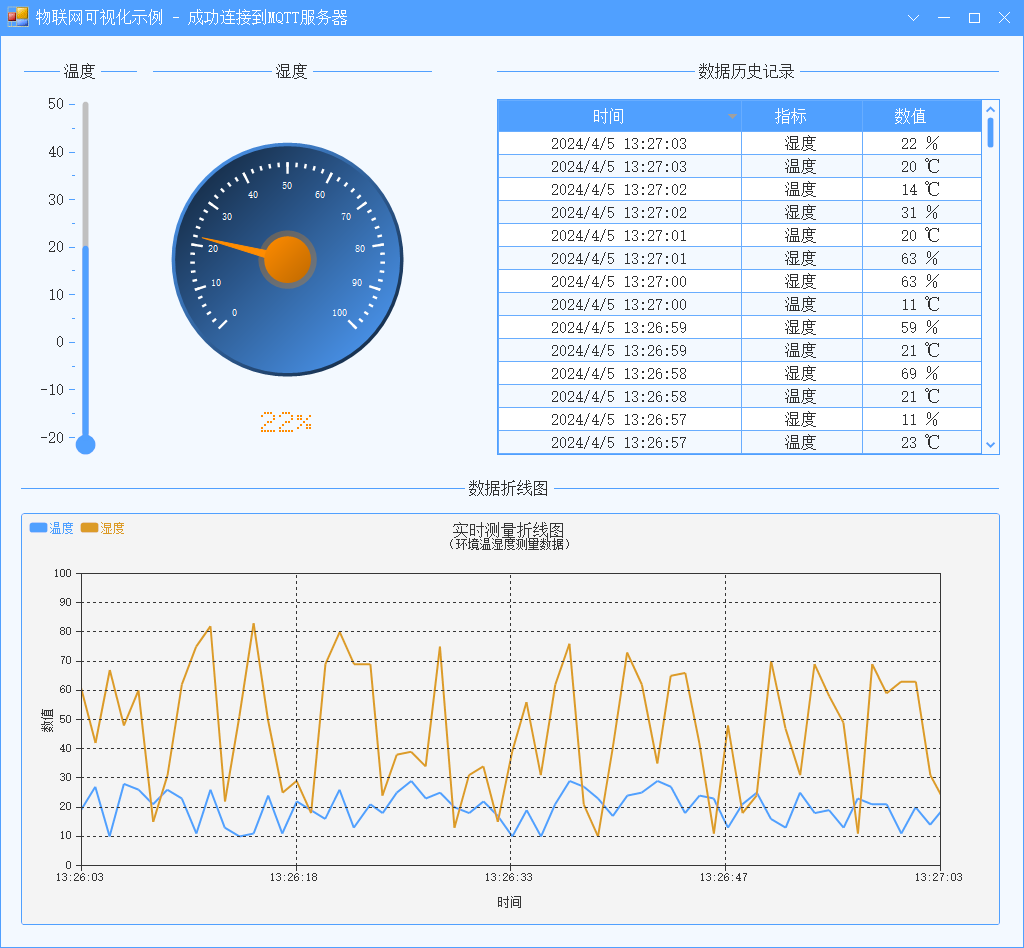 物联网可视化示例 - 成功连接到MQTT服务器
温度
湿度
数据历史记录
50
40
30
20
10
0
-10
-20
0
10
20
30
40
50
60
70
80
90
100
22%
时间 指标 数值
2024/4/5 13:27:03 湿度 22 %
2024/4/5 13:27:03 温度 20 ℃
2024/4/5 13:27:02 温度 14 ℃
2024/4/5 13:27:02 湿度 31 %
2024/4/5 13:27:01 温度 20 ℃
2024/4/5 13:27:01 湿度 63 %
2024/4/5 13:27:00 湿度 63 %
2024/4/5 13:27:00 温度 11 ℃
2024/4/5 13:26:59 湿度 59 %
2024/4/5 13:26:59 温度 21 ℃
2024/4/5 13:26:58 湿度 69 %
2024/4/5 13:26:58 温度 21 ℃
2024/4/5 13:26:57 湿度 11 %
2024/4/5 13:26:57 温度 23 ℃
数据折线图
温度 湿度
实时测量折线图
(环境温湿度测量数据)
数值
100
90
80
70
60
50
40
30
20
10
0
13:26:03 13:26:18 13:26:33 13:26:47 13:27:03
时间